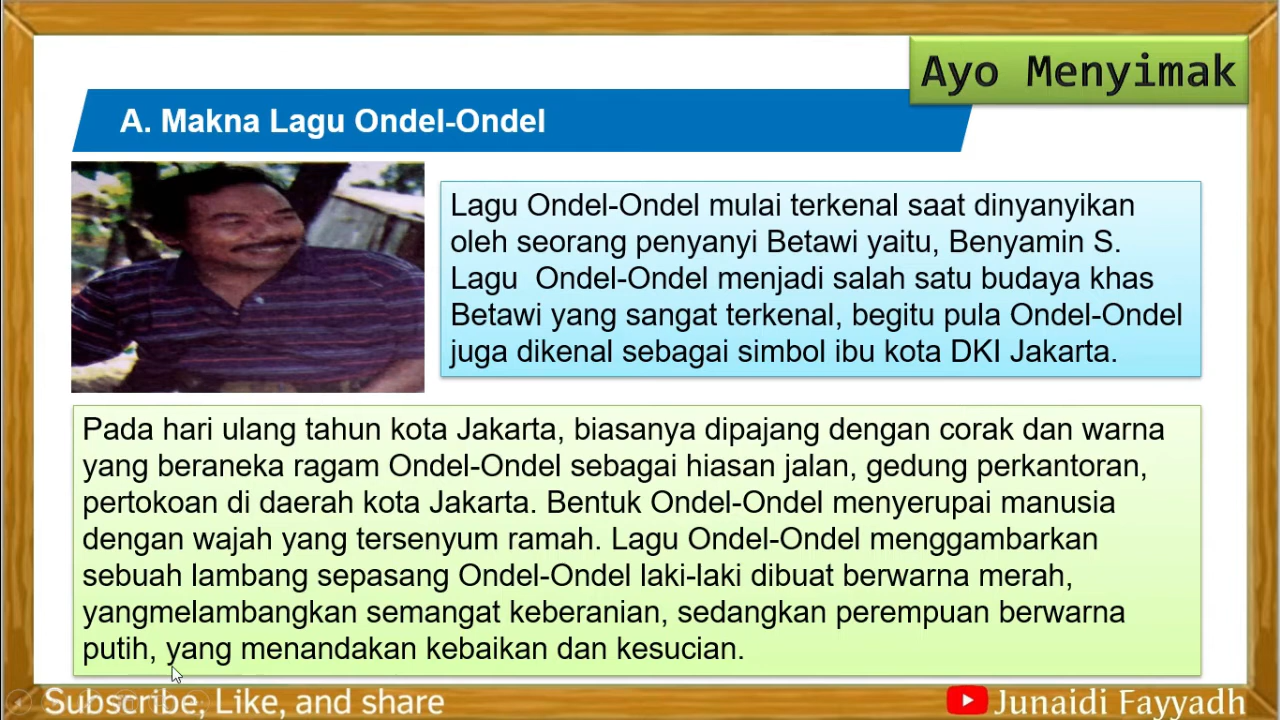 Ayo Menyimak
A. Makna Lagu Ondel-Ondel
Lagu Ondel-Ondel mulai terkenal saat dinyanyikan
oleh seorang penyanyi Betawi yaitu, Benyamin S.
Lagu  Ondel-Ondel menjadi salah satu budaya khas
Betawi yang sangat terkenal, begitu pula Ondel-Ondel
juga dikenal sebagai simbol ibu kota DKI Jakarta.
Pada hari ulang tahun kota Jakarta, biasanya dipajang dengan corak dan warna
yang beraneka ragam Ondel-Ondel sebagai hiasan jalan, gedung perkantoran,
pertokoan di daerah kota Jakarta. Bentuk Ondel-Ondel menyerupai manusia
dengan wajah yang tersenyum ramah. Lagu Ondel-Ondel menggambarkan
sebuah lambang sepasang Ondel-Ondel laki-laki dibuat berwarna merah,
yangmelambangkan semangat keberanian, sedangkan perempuan berwarna
putih, yang menandakan kebaikan dan kesucian.
Subscribe, Like, and share
Junaidi Fayyadh